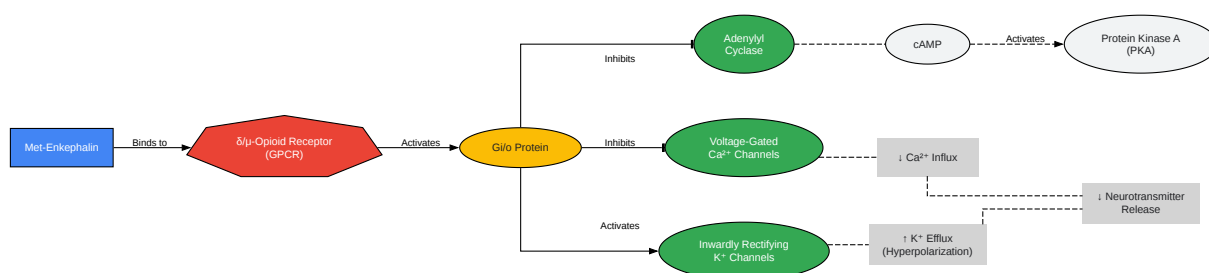 Adenylyl
Cyclase
cAMP
Activates
Protein Kinase A
(PKA)
Inhibits
Met-Enkephalin
Binds to
δ/μ-Opioid Receptor
(GPCR)
Activates
Gi/o Protein
Inhibits
Voltage-Gated
Ca²⁺ Channels
↓ Ca²⁺ Influx
↓ Neurotransmitter
Release
Activates
Inwardly Rectifying
K⁺ Channels
↑ K⁺ Efflux
(Hyperpolarization)